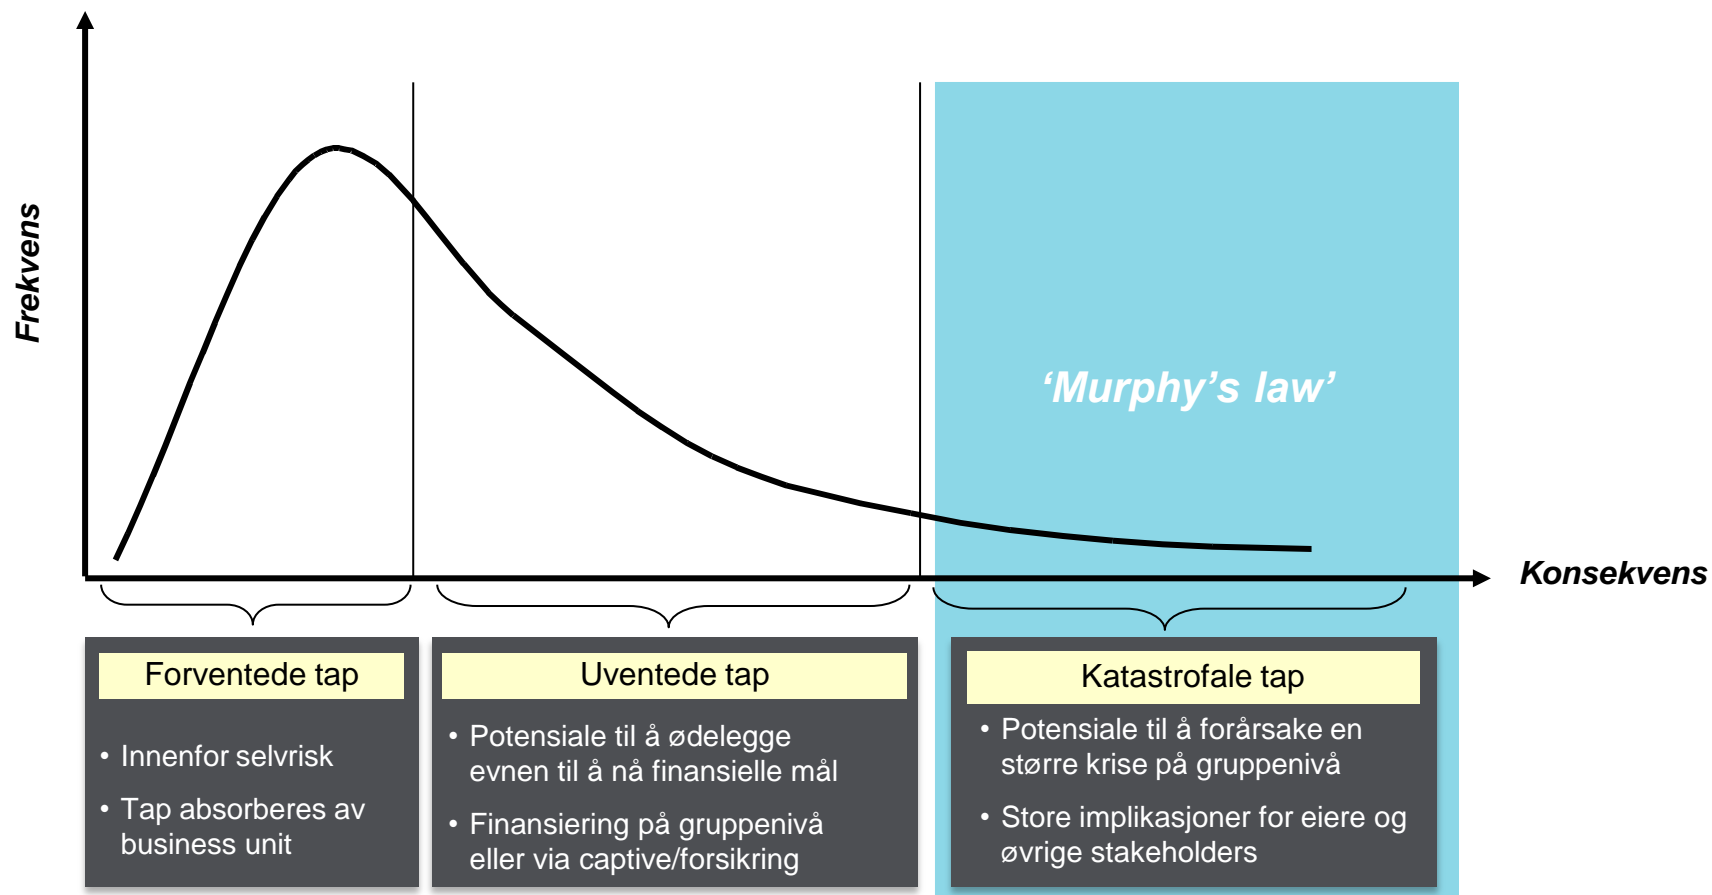 Frekvens
‘Murphy’s law’
Konsekvens
Forventede tap
• Innenfor selvrisk
• Tap absorberes av
business unit
Uventede tap
• Potensiale til å ødelegge
evnen til å nå finansielle mål
• Finansiering på gruppenivå
eller via captive/forsikring
Katastrofale tap
• Potensiale til å forårsake en
større krise på gruppenivå
• Store implikasjoner for eiere og
øvrige stakeholders